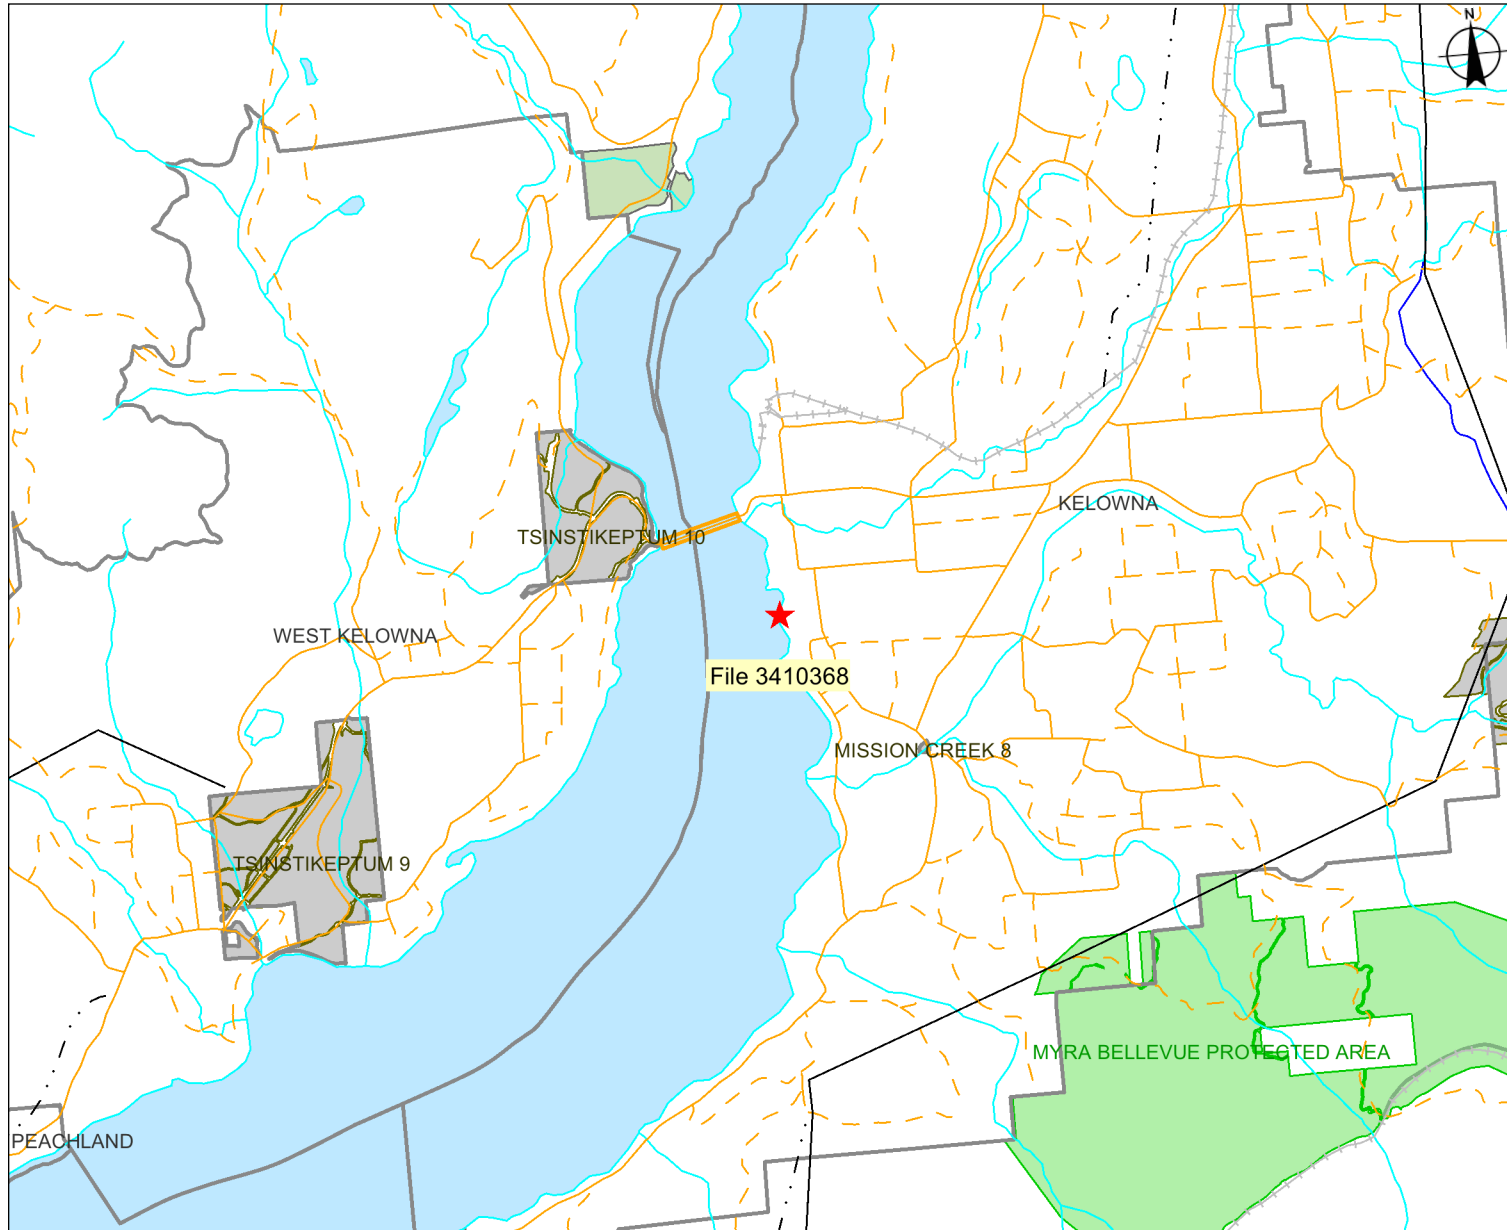 N
KELOWNA
TSINSTIKEPTUM 10
WEST KELOWNA
File 3410368
MISSION CREEK 8
TSINSTIKEPTUM 9
MYRA BELLEVUE PROTECTED AREA
PEACHLAND